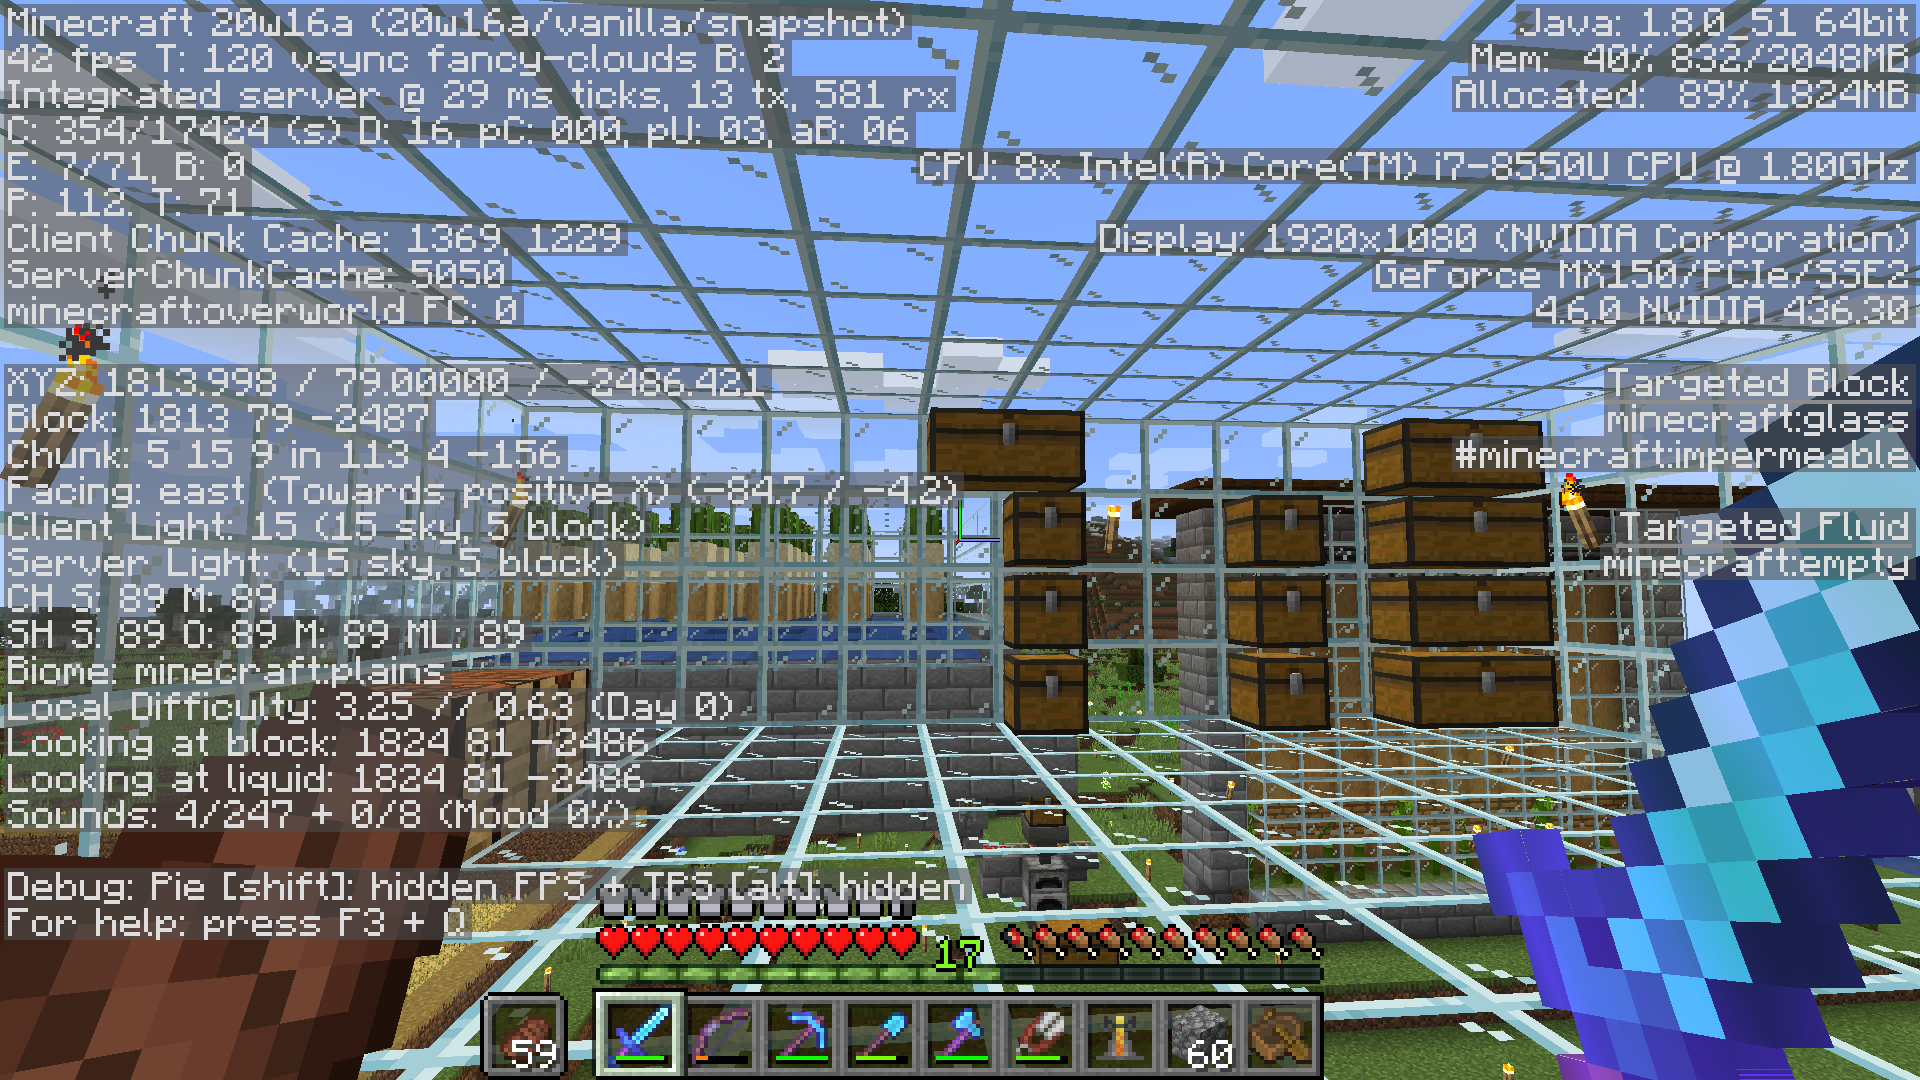 Minecraft 20w16a (20w16a/vanilla/snapshot)
42 fps T: 120 vsync fancy-clouds B: 2
Integrated server @ 29 ms ticks, 13 tx, 581 rx
C: 354/17424 (s) D: 16, pC: 000, pU: 03, aB: 06
E: 7/71, B: 0
P: 112. T: 71
Client Chunk Cache: 1369, 1229
ServerChunkCache: 5050
minecraft:overworld FC: 0
XYZ: 1813.998 / 79.00000 / -2486.421
Block: 1813 79 -2487
Chunk: 5 15 9 in 113 4 -156
Facing: east (Towards positive X) (-84.7 / -4.2)
Client Light: 15 (15 sky, 5 block)
Server Light: (15 sky, 5 block)
CH S: 89 M: 89
SH S: 89 O: 89 M: 89 ML: 89
Biome: minecraft:plains
Local Difficulty: 3.25 // 0.63 (Day 0)
Looking at block: 1824 81 -2486
Looking at liquid: 1824 81 -2486
Sounds: 4/247 + 0/8 (Mood 0%)
Debug: Pie [shift]: hidden FPS + TPS [alt]: hidden
For help: press F3 + Q
Java: 1.8.0_51 64bit
Mem: 40% 832/2048MB
Allocated: 89% 1824MB
CPU: 8x Intel(R) Core(TM) i7-8550U CPU @ 1.80GHz
Display: 1920x1080 (NVIDIA Corporation)
GeForce MX150/PCIe/SSE2
4.6.0 NVIDIA 436.30
Targeted Block
minecraft:glass
#minecraft:impermeable
Targeted Fluid
minecraft:empty
17
59
60